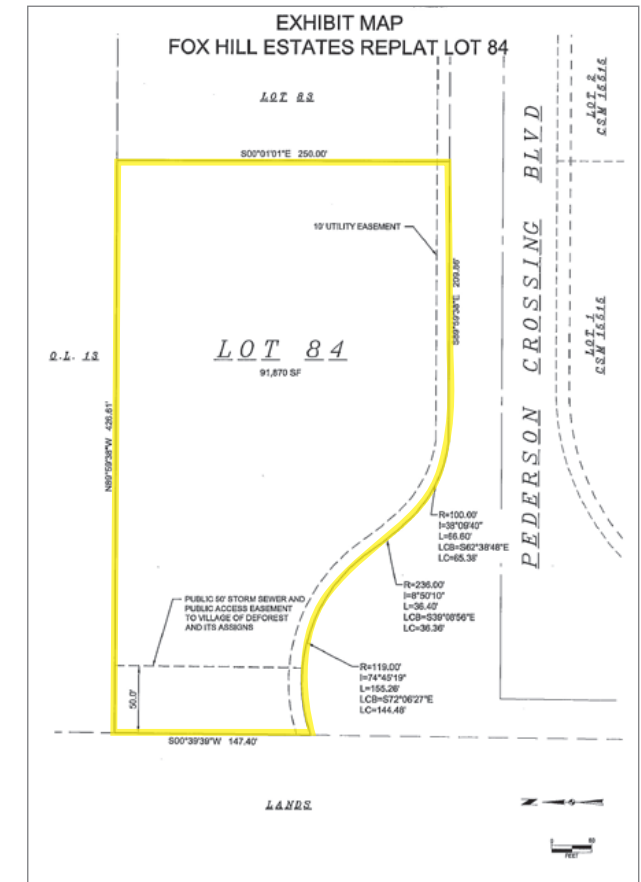 EXHIBIT MAP
FOX HILL ESTATES REPLAT LOT 84
LOT 83
LOT 2
CSM 15515
S00°01'01"E 250.00'
10' UTILITY EASEMENT
S89°59'38"E 209.86'
PEDERSON CROSSING BLVD
LOT 1
CSM 15515
O.L. 13
LOT 84
91,870 SF
N89°59'38"W 426.61'
R=100.00'
I=38°09'40"
L=66.60'
LCB=S62°38'48"E
LC=65.38'
R=236.00'
I=8°50'10"
L=36.40'
LCB=S39°08'56"E
LC=36.36'
PUBLIC 50' STORM SEWER AND
PUBLIC ACCESS EASEMENT
TO VILLAGE OF DEFOREST
AND ITS ASSIGNS
R=119.00'
I=74°45'19"
L=155.26'
LCB=S72°06'27"E
LC=144.48'
50.0'
S00°39'39"W 147.40'
LANDS
N
0
FEET